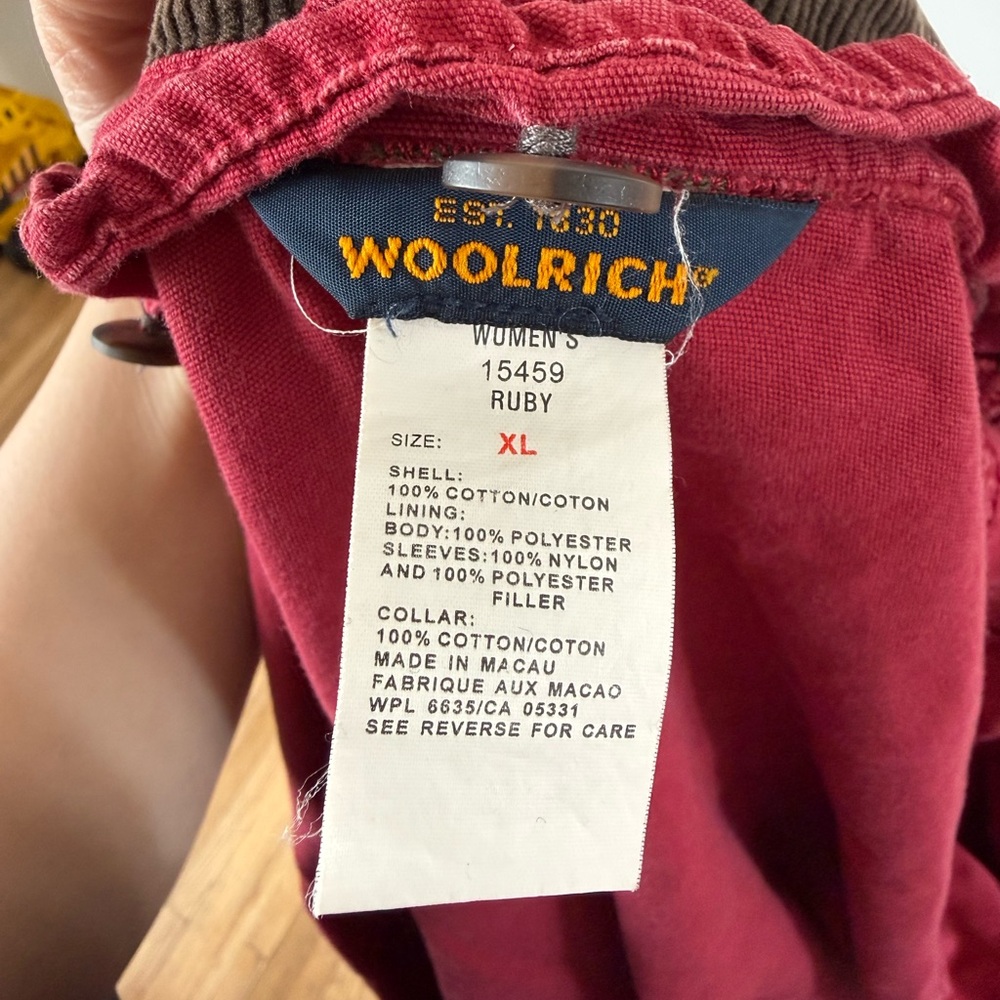 EST. 1830
WOOLRICH®
WOMEN'S
15459
RUBY
SIZE: XL
SHELL:
100% COTTON/COTON
LINING:
BODY:100% POLYESTER
SLEEVES:100% NYLON
AND 100% POLYESTER
FILLER
COLLAR:
100% COTTON/COTON
MADE IN MACAU
FABRIQUE AUX MACAO
WPL 6635/CA 05331
SEE REVERSE FOR CARE